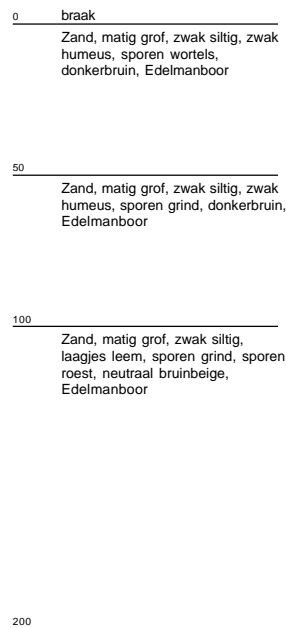 0 braak
Zand, matig grof, zwak siltig, zwak
humeus, sporen wortels,
donkerbruin, Edelmanboor
50
Zand, matig grof, zwak siltig, zwak
humeus, sporen grind, donkerbruin,
Edelmanboor
100
Zand, matig grof, zwak siltig,
laagjes leem, sporen grind, sporen
roest, neutraal bruinbeige,
Edelmanboor
200